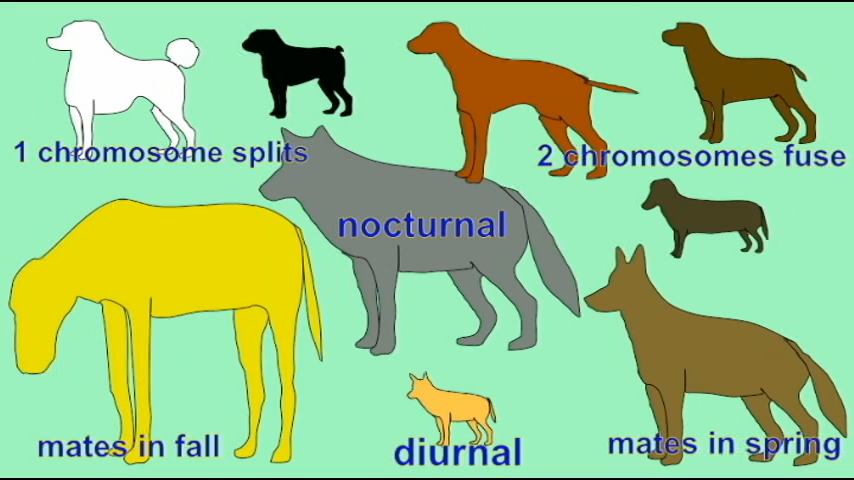 1 chromosome splits
2 chromosomes fuse
nocturnal
mates in fall
diurnal
mates in spring